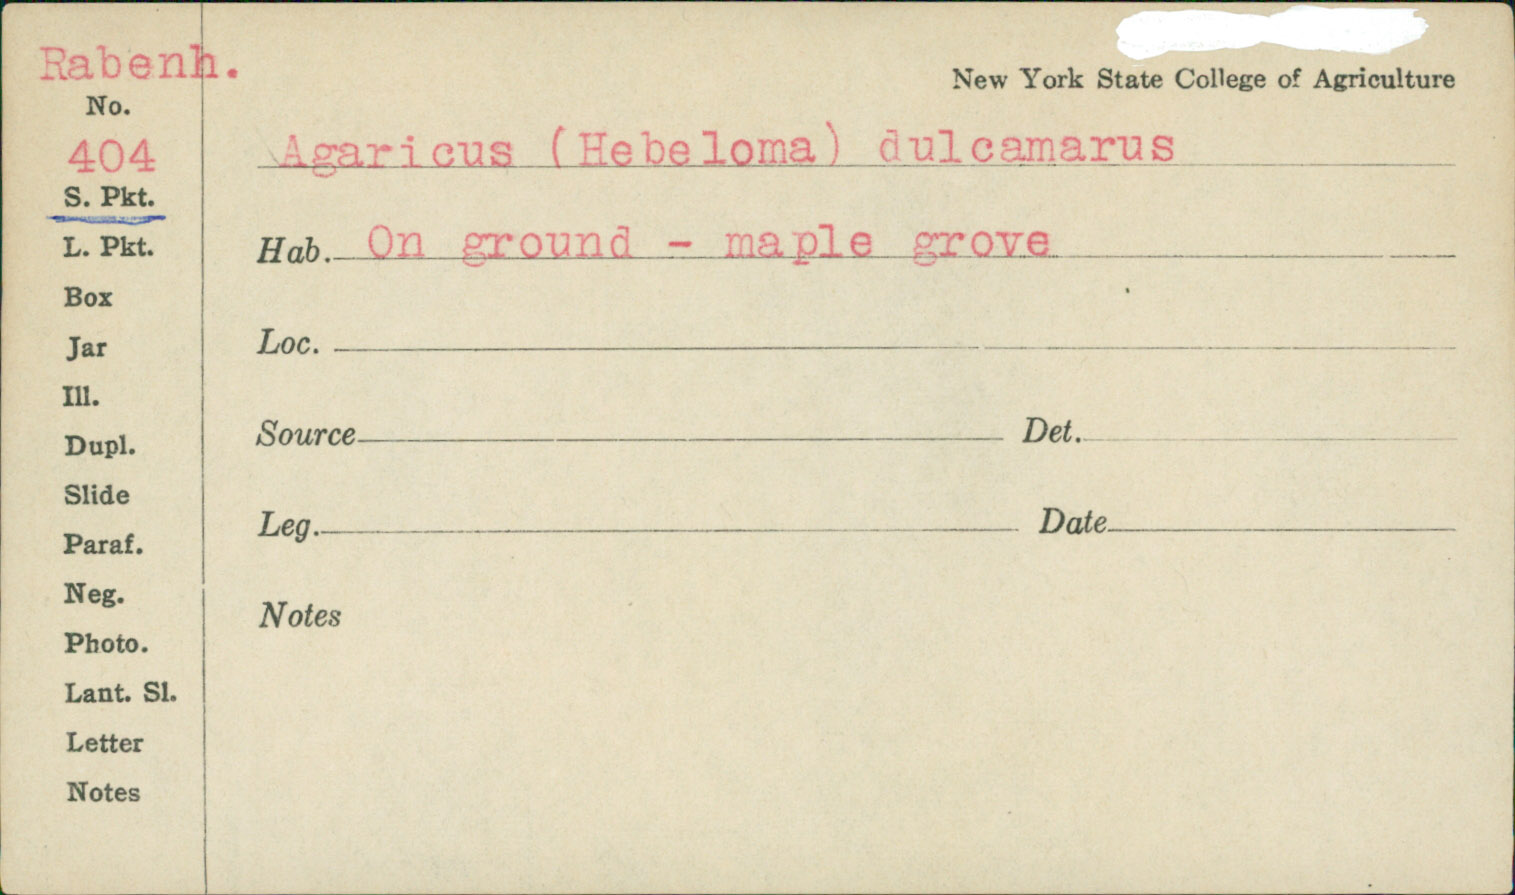 Rabenh.
New York State College of Agriculture
No.
404
Agaricus (Hebeloma) dulcamarus
S. Pkt.
L. Pkt.
Hab. On ground - maple grove
Box
Jar
Loc.
Ill.
Dupl.
Source Det.
Slide
Paraf.
Leg. Date
Neg.
Notes
Photo.
Lant. Sl.
Letter
Notes